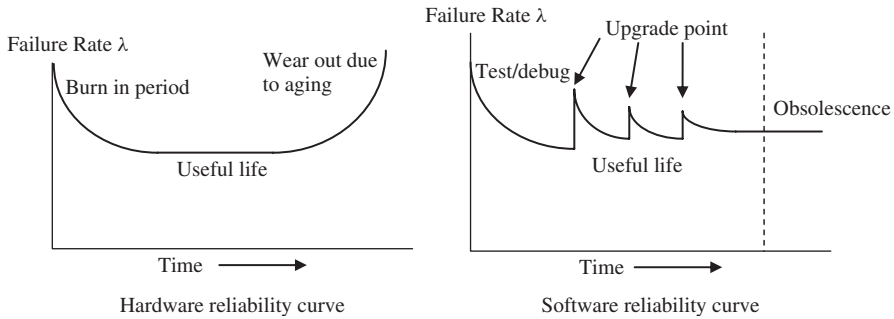 Failure Rate λ
Burn in period
Wear out due
to aging
Useful life
Time
Hardware reliability curve
Failure Rate λ
Upgrade point
Test/debug
Obsolescence
Useful life
Time
Software reliability curve